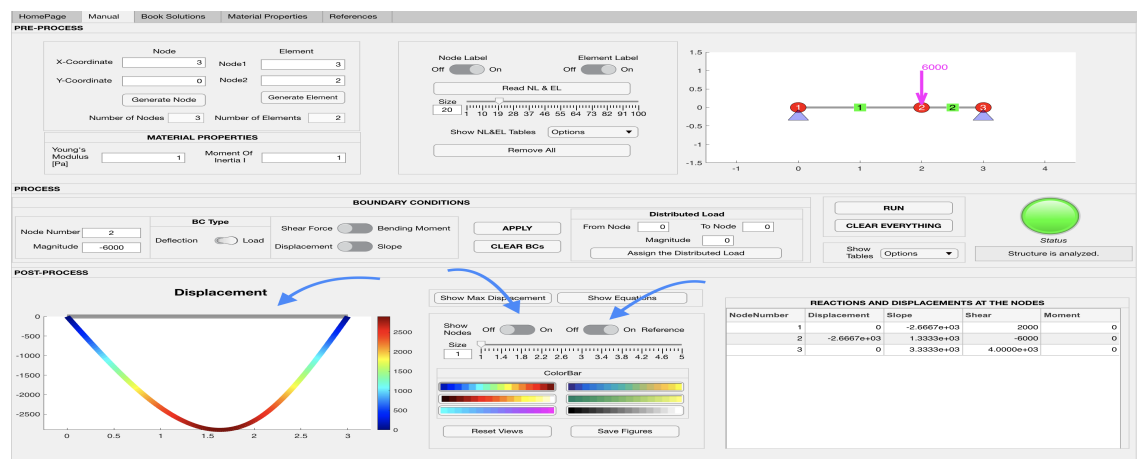 HomePage Manual Book Solutions Material Properties References
PRE-PROCESS
Node Element
X-Coordinate 3 Node1 3
Y-Coordinate 0 Node2 2
Generate Node Generate Element
Number of Nodes 3 Number of Elements 2
MATERIAL PROPERTIES
Young's Modulus [Pa] 1 Moment Of Inertia I 1
Node Label Element Label
Off On Off On
Read NL & EL
Size
20 1 10 19 28 37 46 55 64 73 82 91 100
Show NL&EL Tables Options
Remove All
1.5
1
0.5
0
-0.5
-1
-1.5
6000
1 1 2 2 3
-1 0 1 2 3 4
PROCESS
BOUNDARY CONDITIONS
Node Number 2
Magnitude -6000
BC Type
Deflection Load
Shear Force Bending Moment
Displacement Slope
APPLY
CLEAR BCs
Distributed Load
From Node 0 To Node 0
Magnitude 0
Assign the Distributed Load
RUN
CLEAR EVERYTHING
Show Tables Options
Status
Structure is analyzed.
POST-PROCESS
Displacement
0
-500
-1000
-1500
-2000
-2500
0 0.5 1 1.5 2 2.5 3
2500
2000
1500
1000
500
0
Show Max Displacement Show Equations
Show Nodes Off On Off On Reference
Size
1 1 1.4 1.8 2.2 2.6 3 3.4 3.8 4.2 4.6 5
ColorBar
Reset Views Save Figures
REACTIONS AND DISPLACEMENTS AT THE NODES
NodeNumber Displacement Slope Shear Moment
1 0 -2.6667e+03 2000 0
2 -2.6667e+03 1.3333e+03 -6000 0
3 0 3.3333e+03 4.0000e+03 0